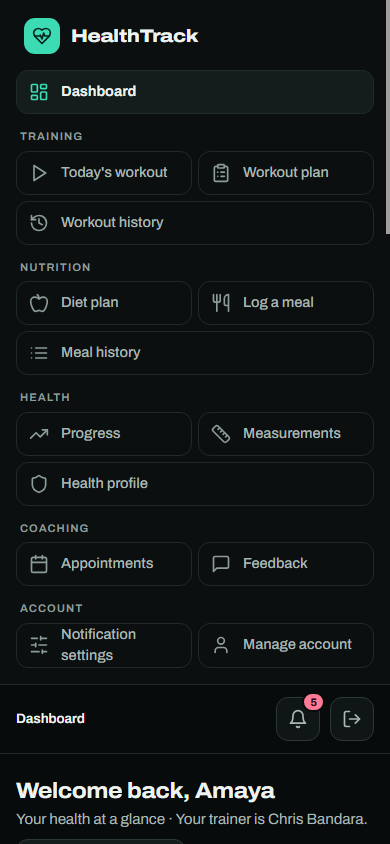 HealthTrack
Dashboard
TRAINING
Today's workout
Workout plan
Workout history
NUTRITION
Diet plan
Log a meal
Meal history
HEALTH
Progress
Measurements
Health profile
COACHING
Appointments
Feedback
ACCOUNT
Notification
settings
Manage account
Dashboard
5
Welcome back, Amaya
Your health at a glance · Your trainer is Chris Bandara.